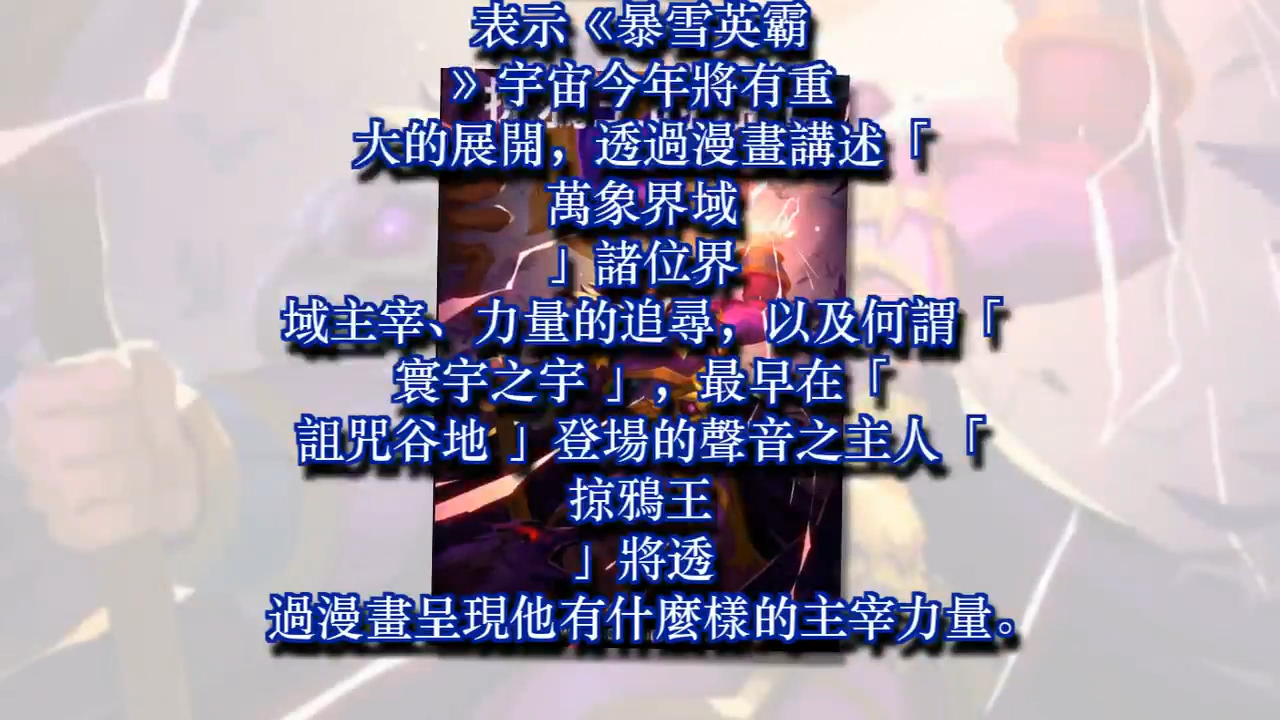 表示《暴雪英霸
》宇宙今年將有重
大的展開，透過漫畫講述「
萬象界域
」諸位界
域主宰、力量的追尋，以及何謂「
寰宇之宇 」，最早在「
詛咒谷地 」登場的聲音之主人「
掠鴉王
」將透
過漫畫呈現他有什麼樣的主宰力量。